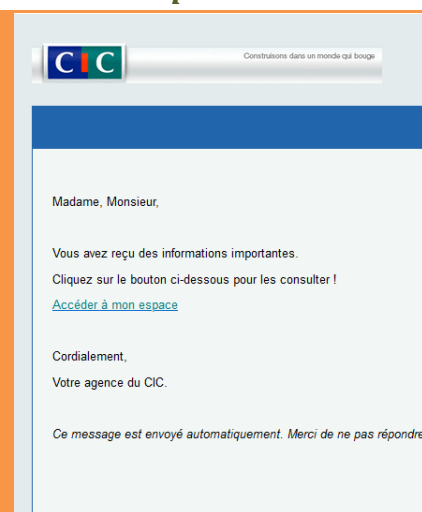 CIC
Construisons dans un monde qui bouge
Madame, Monsieur,
Vous avez reçu des informations importantes.
Cliquez sur le bouton ci-dessous pour les consulter !
Accéder à mon espace
Cordialement,
Votre agence du CIC.
Ce message est envoyé automatiquement. Merci de ne pas répondre